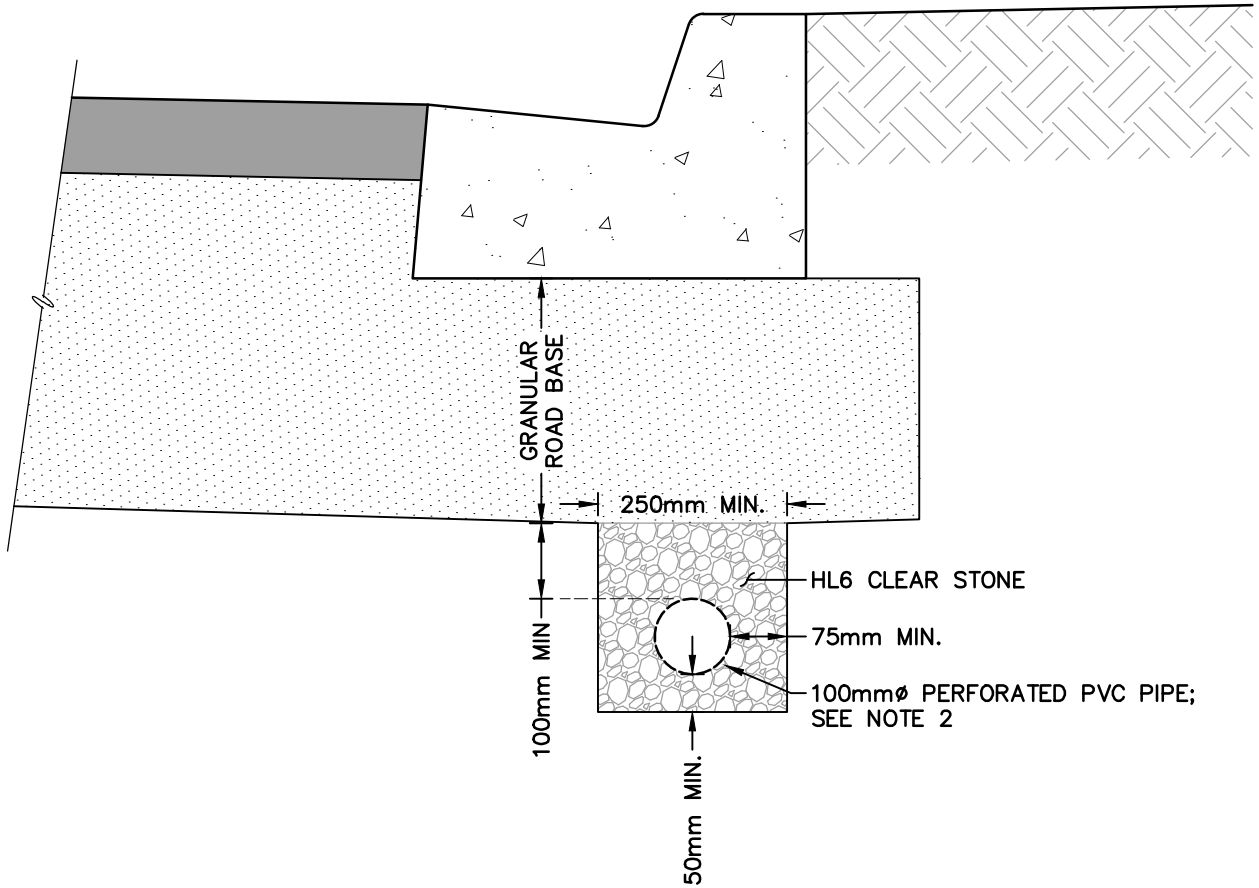 GRANULAR
ROAD BASE
250mm MIN.
HL6 CLEAR STONE
75mm MIN.
100mm MIN
100mmø PERFORATED PVC PIPE;
SEE NOTE 2
50mm MIN.